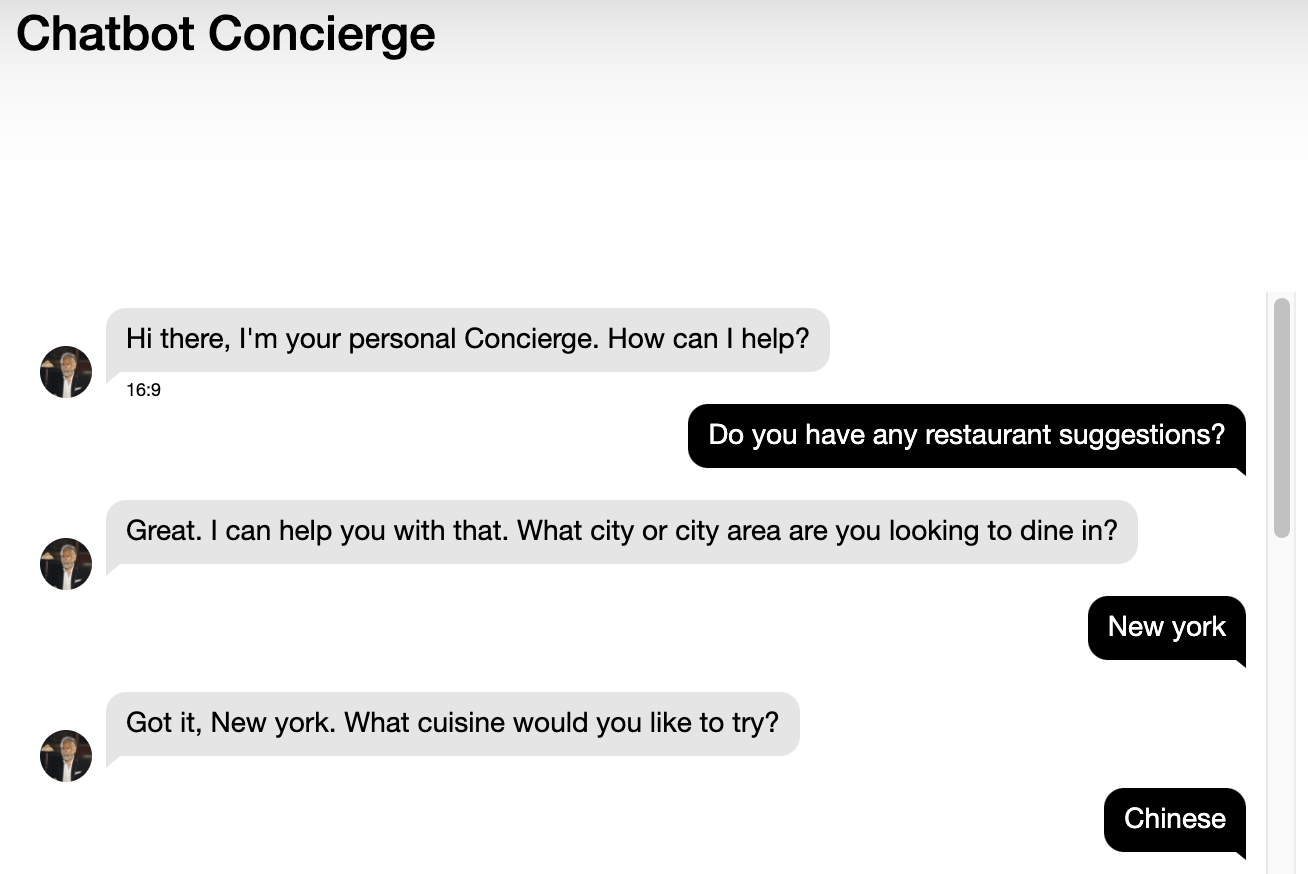 Chatbot Concierge
Hi there, I'm your personal Concierge. How can I help?
16:9
Do you have any restaurant suggestions?
Great. I can help you with that. What city or city area are you looking to dine in?
New york
Got it, New york. What cuisine would you like to try?
Chinese